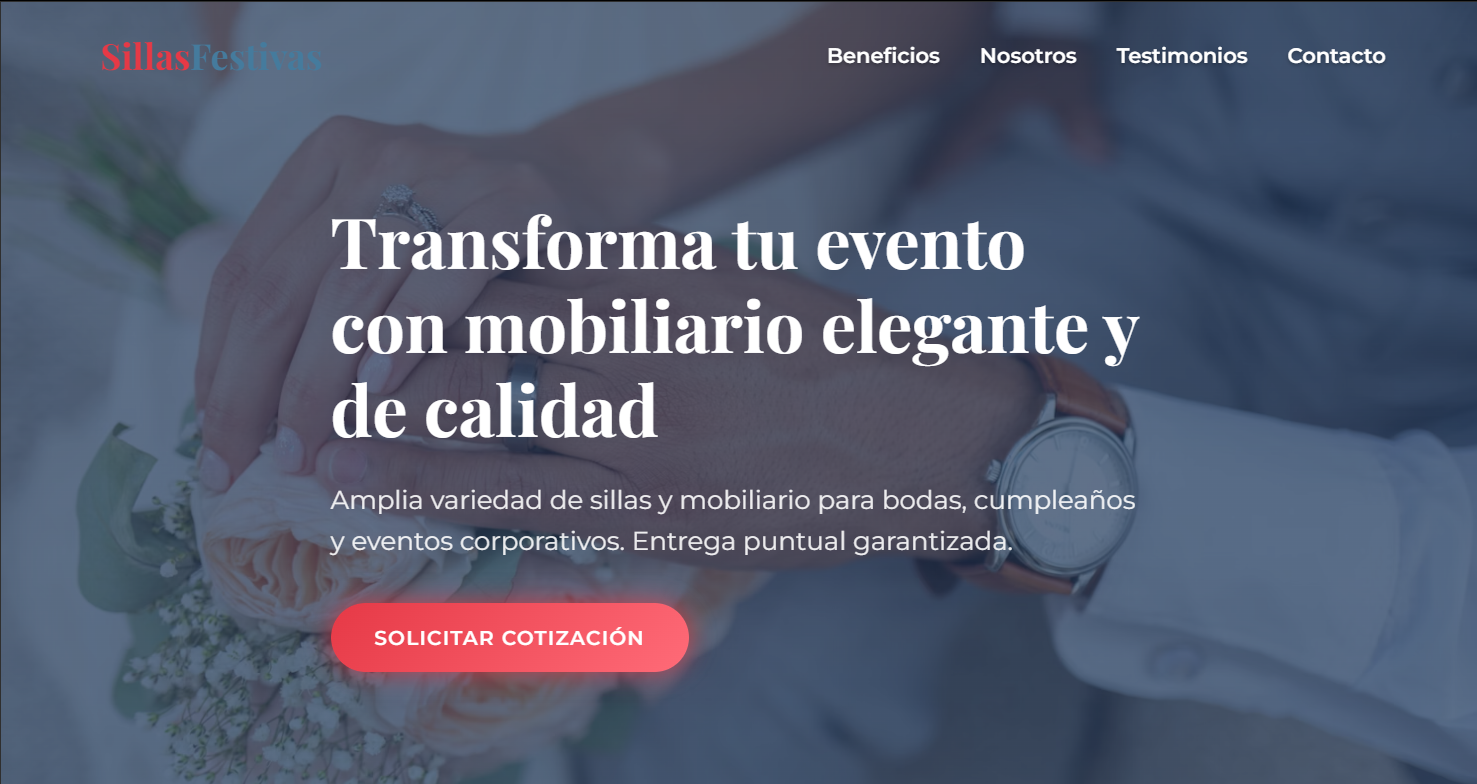 SillasFestivas
Beneficios Nosotros Testimonios Contacto
Transforma tu evento
con mobiliario elegante y
de calidad
Amplia variedad de sillas y mobiliario para bodas, cumpleaños
y eventos corporativos. Entrega puntual garantizada.
SOLICITAR COTIZACIÓN